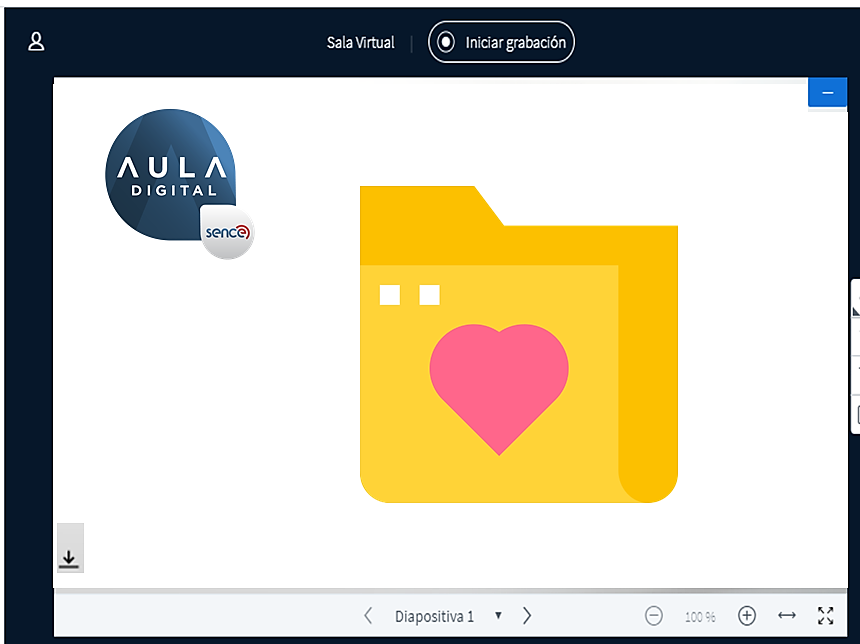 Sala Virtual
Iniciar grabación
AULA
DIGITAL
sence
Diapositiva 1
100 %